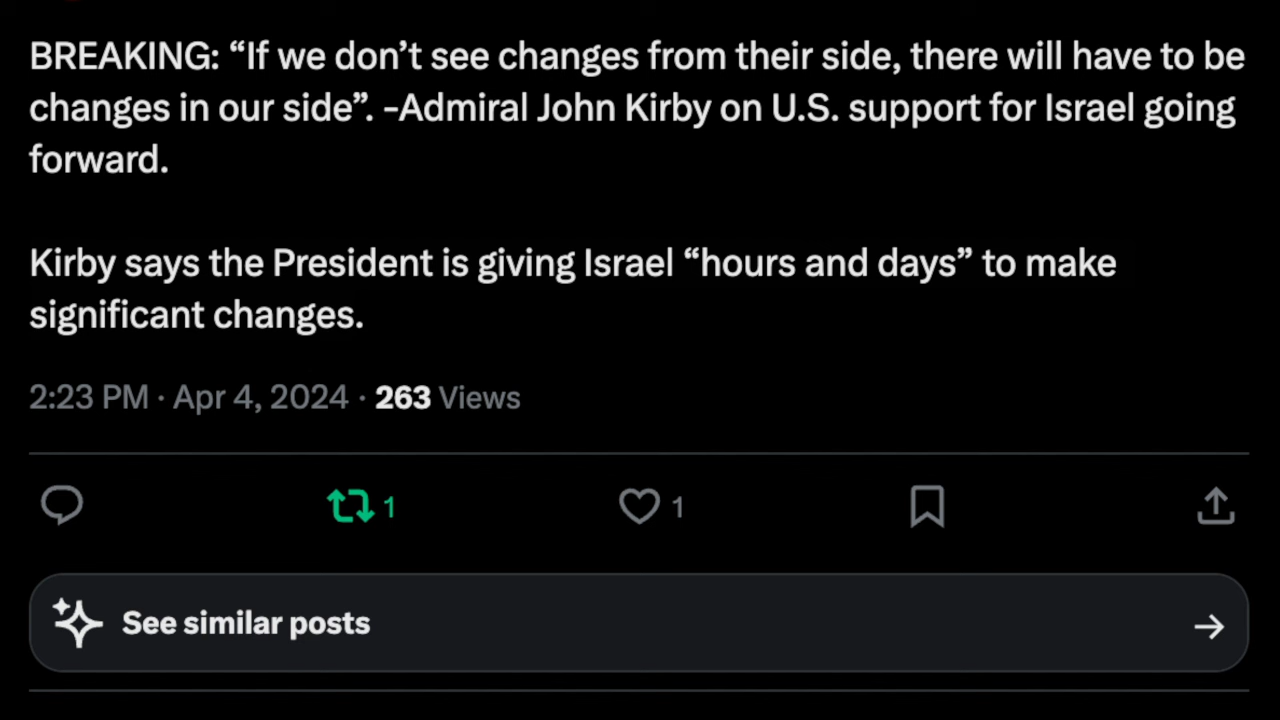 BREAKING: “If we don’t see changes from their side, there will have to be
changes in our side”. -Admiral John Kirby on U.S. support for Israel going
forward.
Kirby says the President is giving Israel “hours and days” to make
significant changes.
2:23 PM · Apr 4, 2024 · 263 Views
1
1
See similar posts